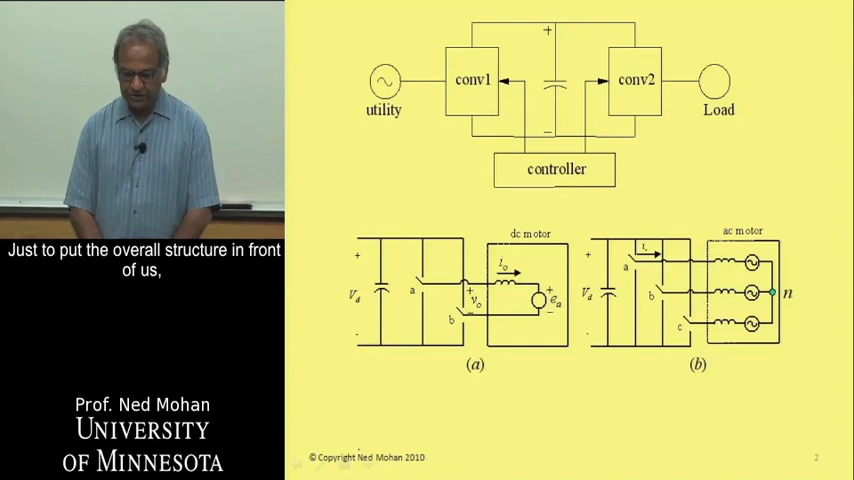 +
conv1
conv2
utility
Load
−
controller
dc motor
ac motor
+
i_o
+
i
a
a
+
+
V_d
v_o
e_a
V_d
b
n
b
−
−
c
-
-
(a)
(b)
Just to put the overall structure in front
of us,
Prof. Ned Mohan
UNIVERSITY
OF MINNESOTA
© Copyright Ned Mohan 2010
2